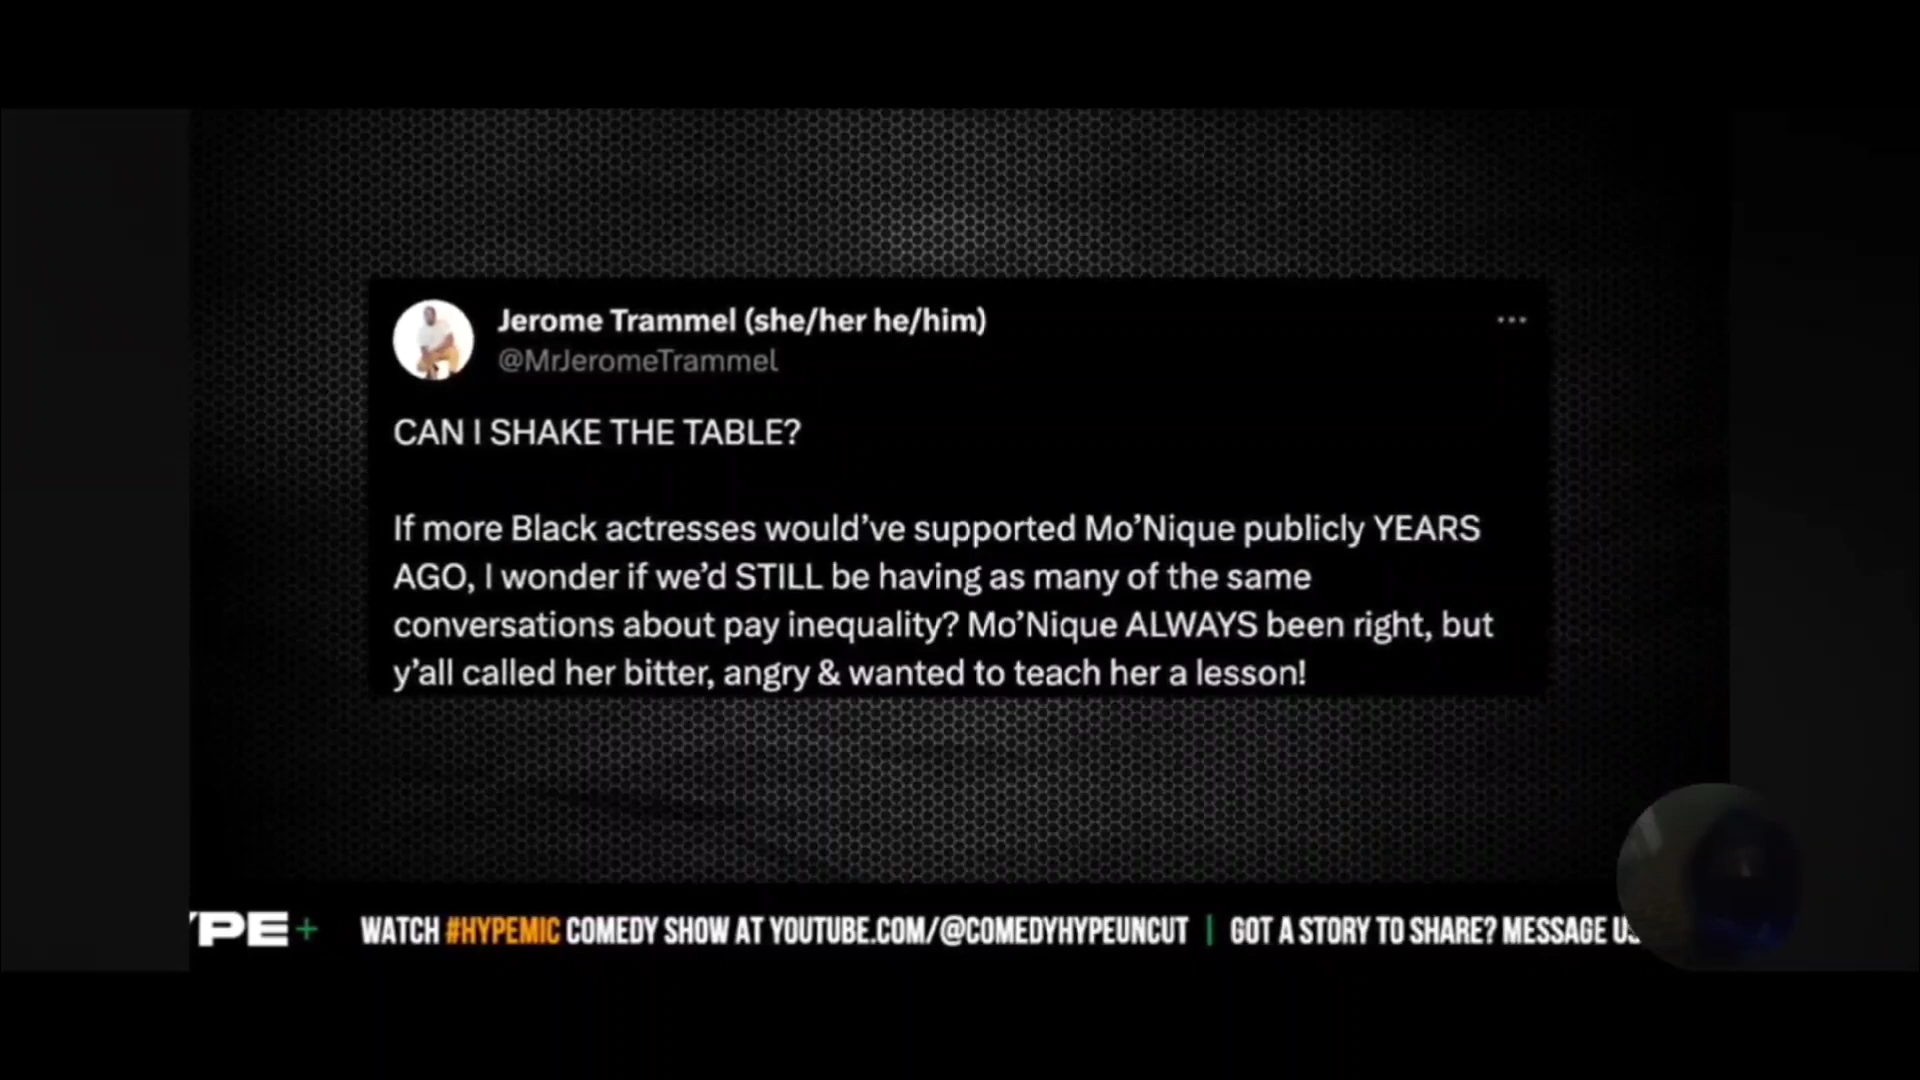 Jerome Trammel (she/her he/him)
@MrJeromeTrammel
CAN I SHAKE THE TABLE?
If more Black actresses would've supported Mo'Nique publicly YEARS
AGO, I wonder if we'd STILL be having as many of the same
conversations about pay inequality? Mo'Nique ALWAYS been right, but
y'all called her bitter, angry & wanted to teach her a lesson!
YPE+ WATCH #HYPEMIC COMEDY SHOW AT YOUTUBE.COM/@COMEDYHYPEUNCUT | GOT A STORY TO SHARE? MESSAGE US